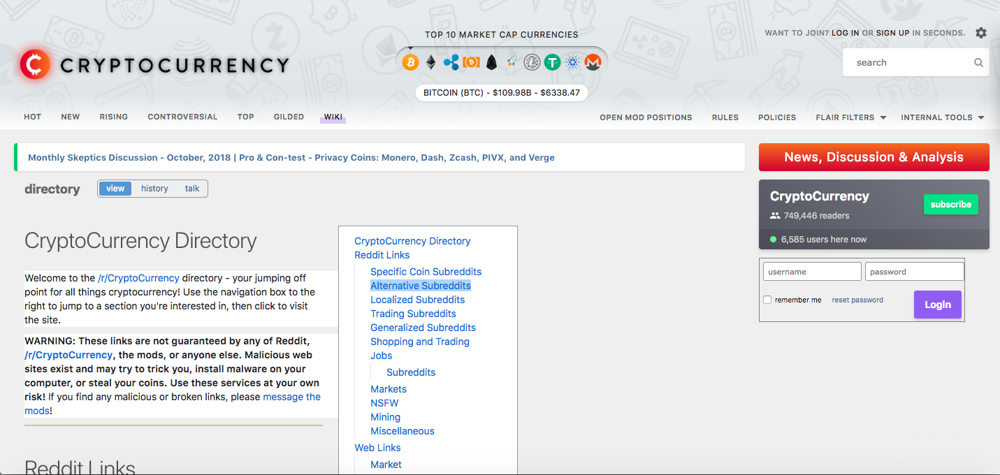 TOP 10 MARKET CAP CURRENCIES
WANT TO JOIN? LOG IN OR SIGN UP IN SECONDS.
CRYPTOCURRENCY
search
BITCOIN (BTC) - $109.98B - $6338.47
HOT NEW RISING CONTROVERSIAL TOP GILDED WIKI
OPEN MOD POSITIONS RULES POLICIES FLAIR FILTERS INTERNAL TOOLS
Monthly Skeptics Discussion - October, 2018 | Pro & Con-test - Privacy Coins: Monero, Dash, Zcash, PIVX, and Verge
directory view history talk
CryptoCurrency Directory
Welcome to the /r/CryptoCurrency directory - your jumping off
point for all things cryptocurrency! Use the navigation box to the
right to jump to a section you're interested in, then click to visit
the site.
WARNING: These links are not guaranteed by any of Reddit,
/r/CryptoCurrency, the mods, or anyone else. Malicious web
sites exist and may try to trick you, install malware on your
computer, or steal your coins. Use these services at your own
risk! If you find any malicious or broken links, please message the
mods!
Reddit Links
CryptoCurrency Directory
Reddit Links
Specific Coin Subreddits
Alternative Subreddits
Localized Subreddits
Trading Subreddits
Generalized Subreddits
Shopping and Trading
Jobs
Subreddits
Markets
NSFW
Mining
Miscellaneous
Web Links
Market
News, Discussion & Analysis
CryptoCurrency
subscribe
749,446 readers
6,585 users here now
username password
remember me reset password
Login